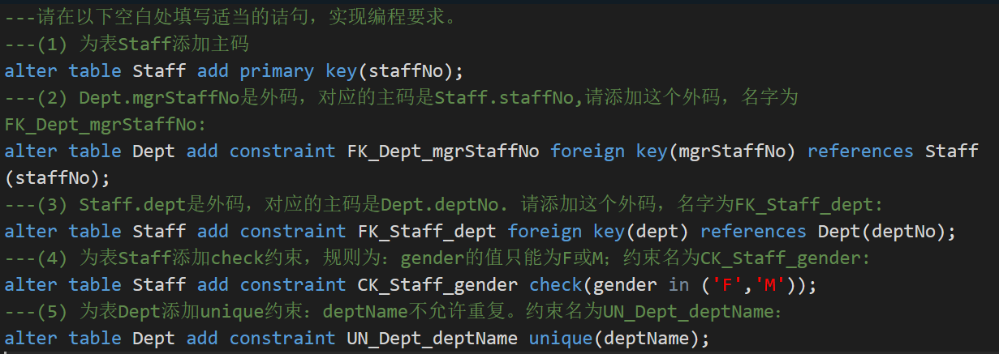 ---请在以下空白处填写适当的诘句，实现编程要求。
---(1) 为表Staff添加主码
alter table Staff add primary key(staffNo);
---(2) Dept.mgrStaffNo是外码，对应的主码是Staff.staffNo,请添加这个外码，名字为
FK_Dept_mgrStaffNo:
alter table Dept add constraint FK_Dept_mgrStaffNo foreign key(mgrStaffNo) references Staff
(staffNo);
---(3) Staff.dept是外码，对应的主码是Dept.deptNo. 请添加这个外码，名字为FK_Staff_dept:
alter table Staff add constraint FK_Staff_dept foreign key(dept) references Dept(deptNo);
---(4) 为表Staff添加check约束，规则为：gender的值只能为F或M；约束名为CK_Staff_gender:
alter table Staff add constraint CK_Staff_gender check(gender in ('F','M'));
---(5) 为表Dept添加unique约束：deptName不允许重复。约束名为UN_Dept_deptName：
alter table Dept add constraint UN_Dept_deptName unique(deptName);